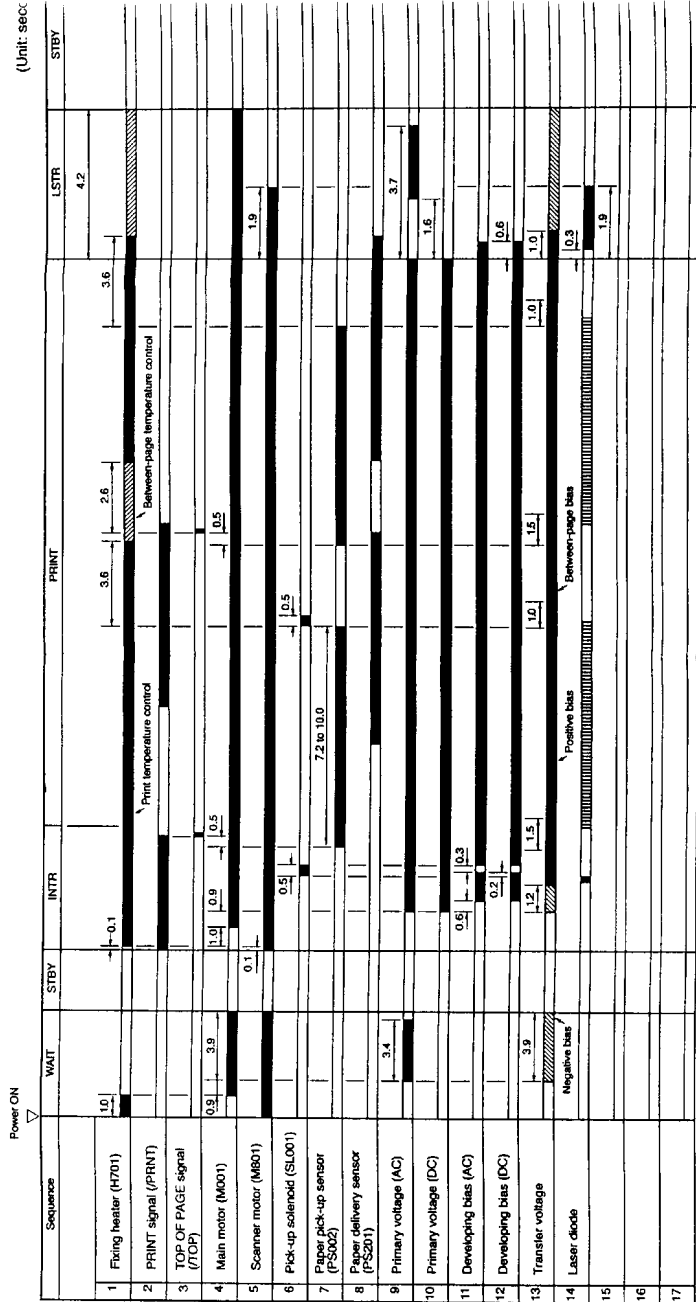 (Unit: sec
Power ON
Sequence
WAIT
STBY
INTR
PRINT
LSTR
STBY
1 Fixing heater (H701)
1.0
0.1
Print temperature control
3.6
2.6
Between-page temperature control
3.6
4.2
2 PRINT signal (/PRNT)
3 TOP OF PAGE signal
(/TOP)
4 Main motor (M001)
0.9
3.9
1.0
0.9
0.5
0.5
5 Scanner motor (M801)
0.1
1.9
6 Pick-up solenoid (SL001)
0.5
0.5
7 Paper pick-up sensor
(PS002)
7.2 to 10.0
8 Paper delivery sensor
(PS201)
9 Primary voltage (AC)
3.4
3.7
10 Primary voltage (DC)
1.6
11 Developing bias (AC)
0.6
0.3
12 Developing bias (DC)
0.2
0.6
13 Transfer voltage
3.9
Negative bias
1.2
1.5
Positive bias
1.0
Between-page bias
1.5
1.0
1.0
14 Laser diode
0.3
1.9
15
16
17